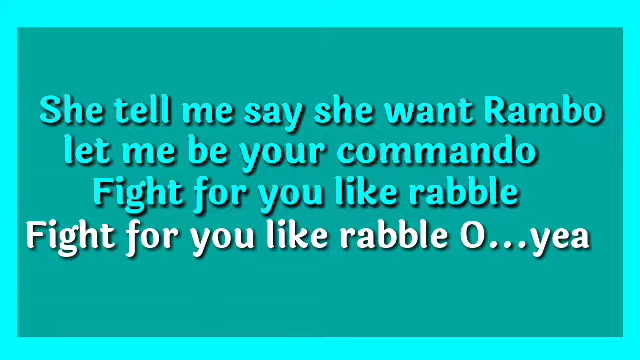 She tell me say she want Rambo
let me be your commando
Fight for you like rabble
Fight for you like rabble O...yea